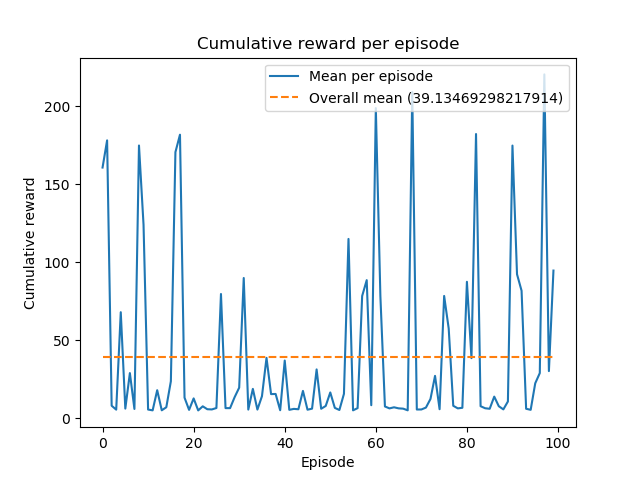 Cumulative reward per episode
Mean per episode
Overall mean (39.13469298217914)
200
150
100
50
0
Cumulative reward
0 20 40 60 80 100
Episode